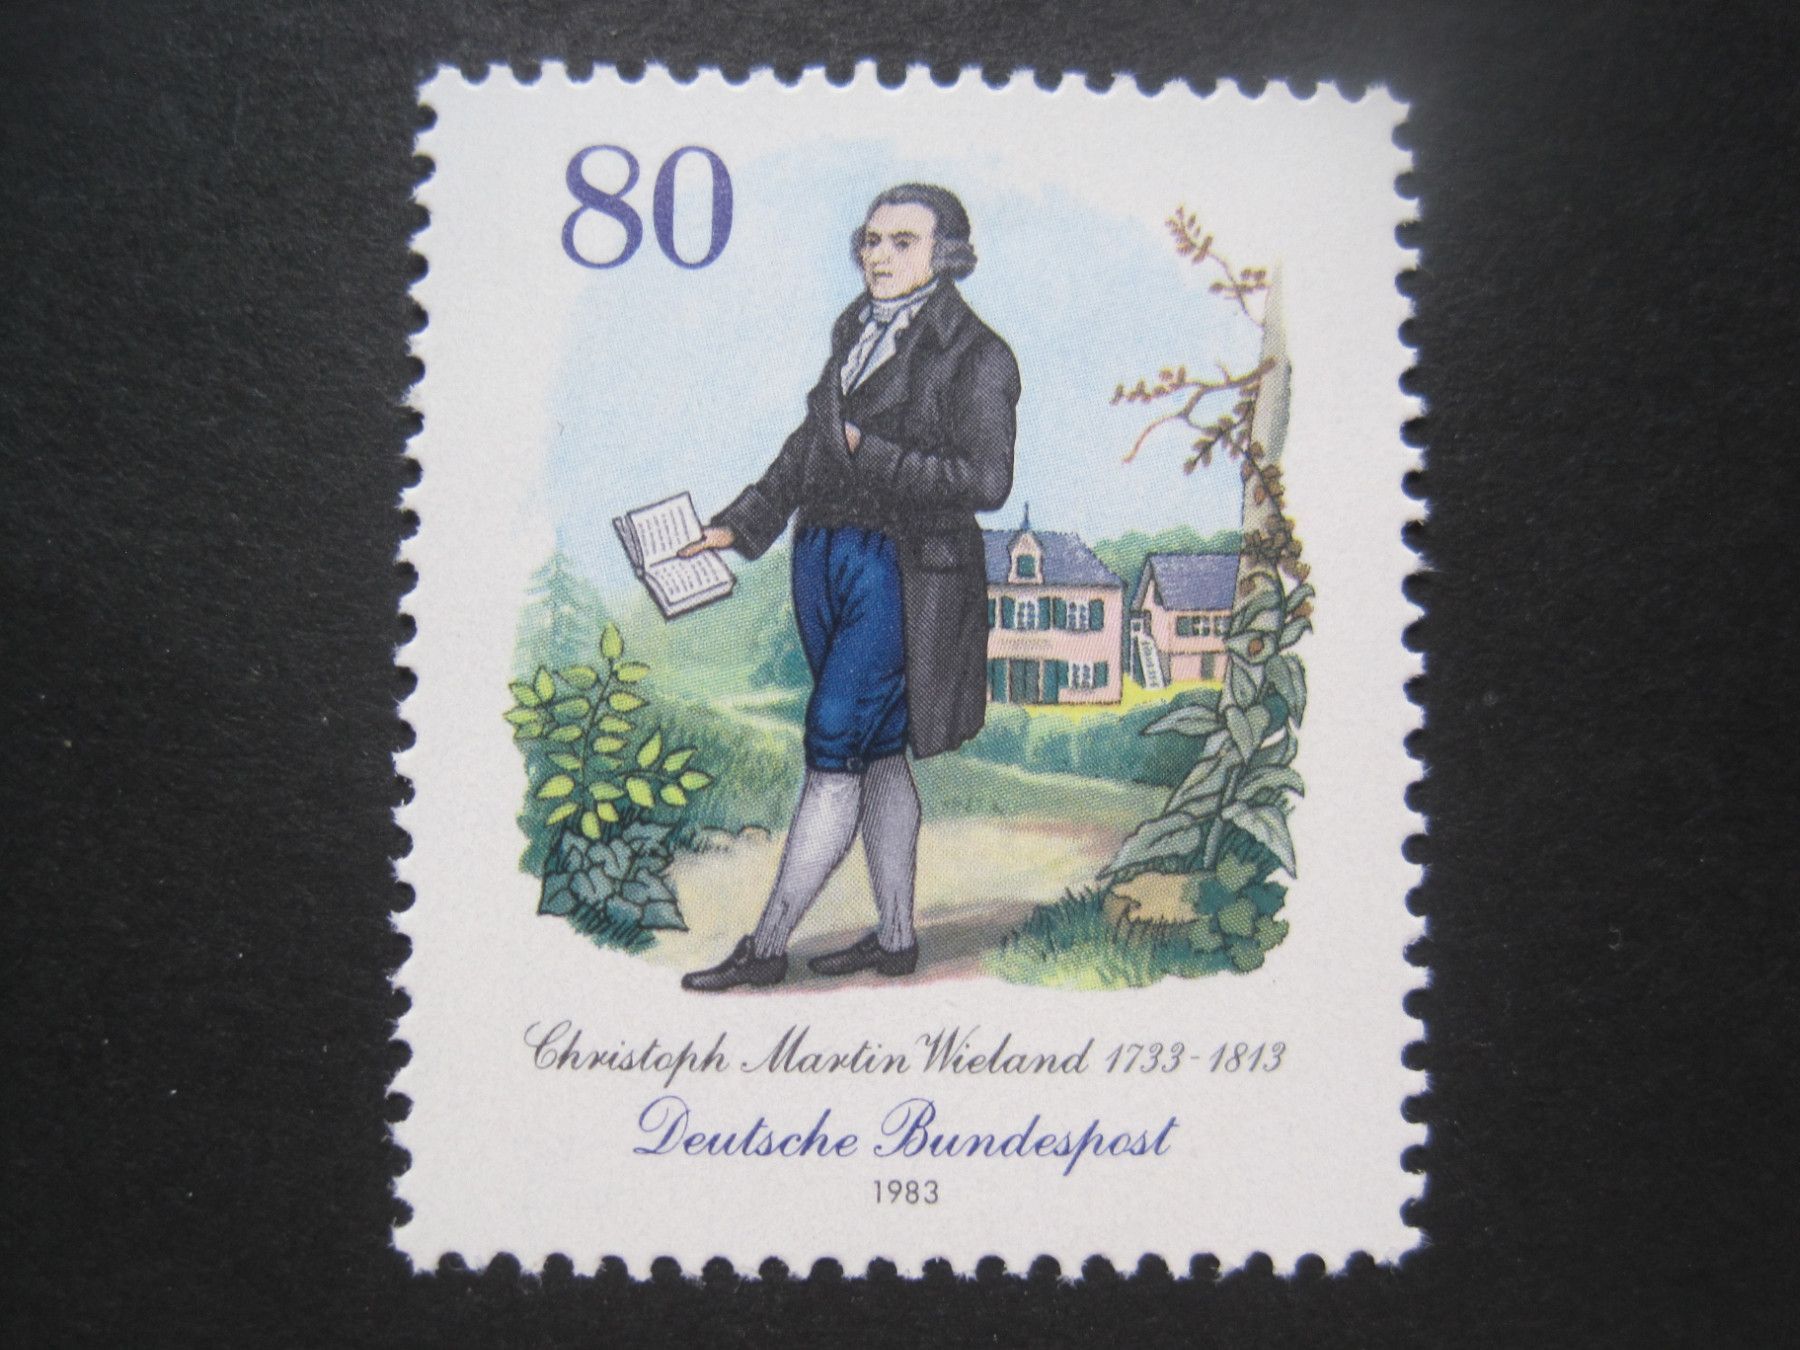 80
Christoph Martin Wieland 1733-1813
Deutsche Bundespost
1983